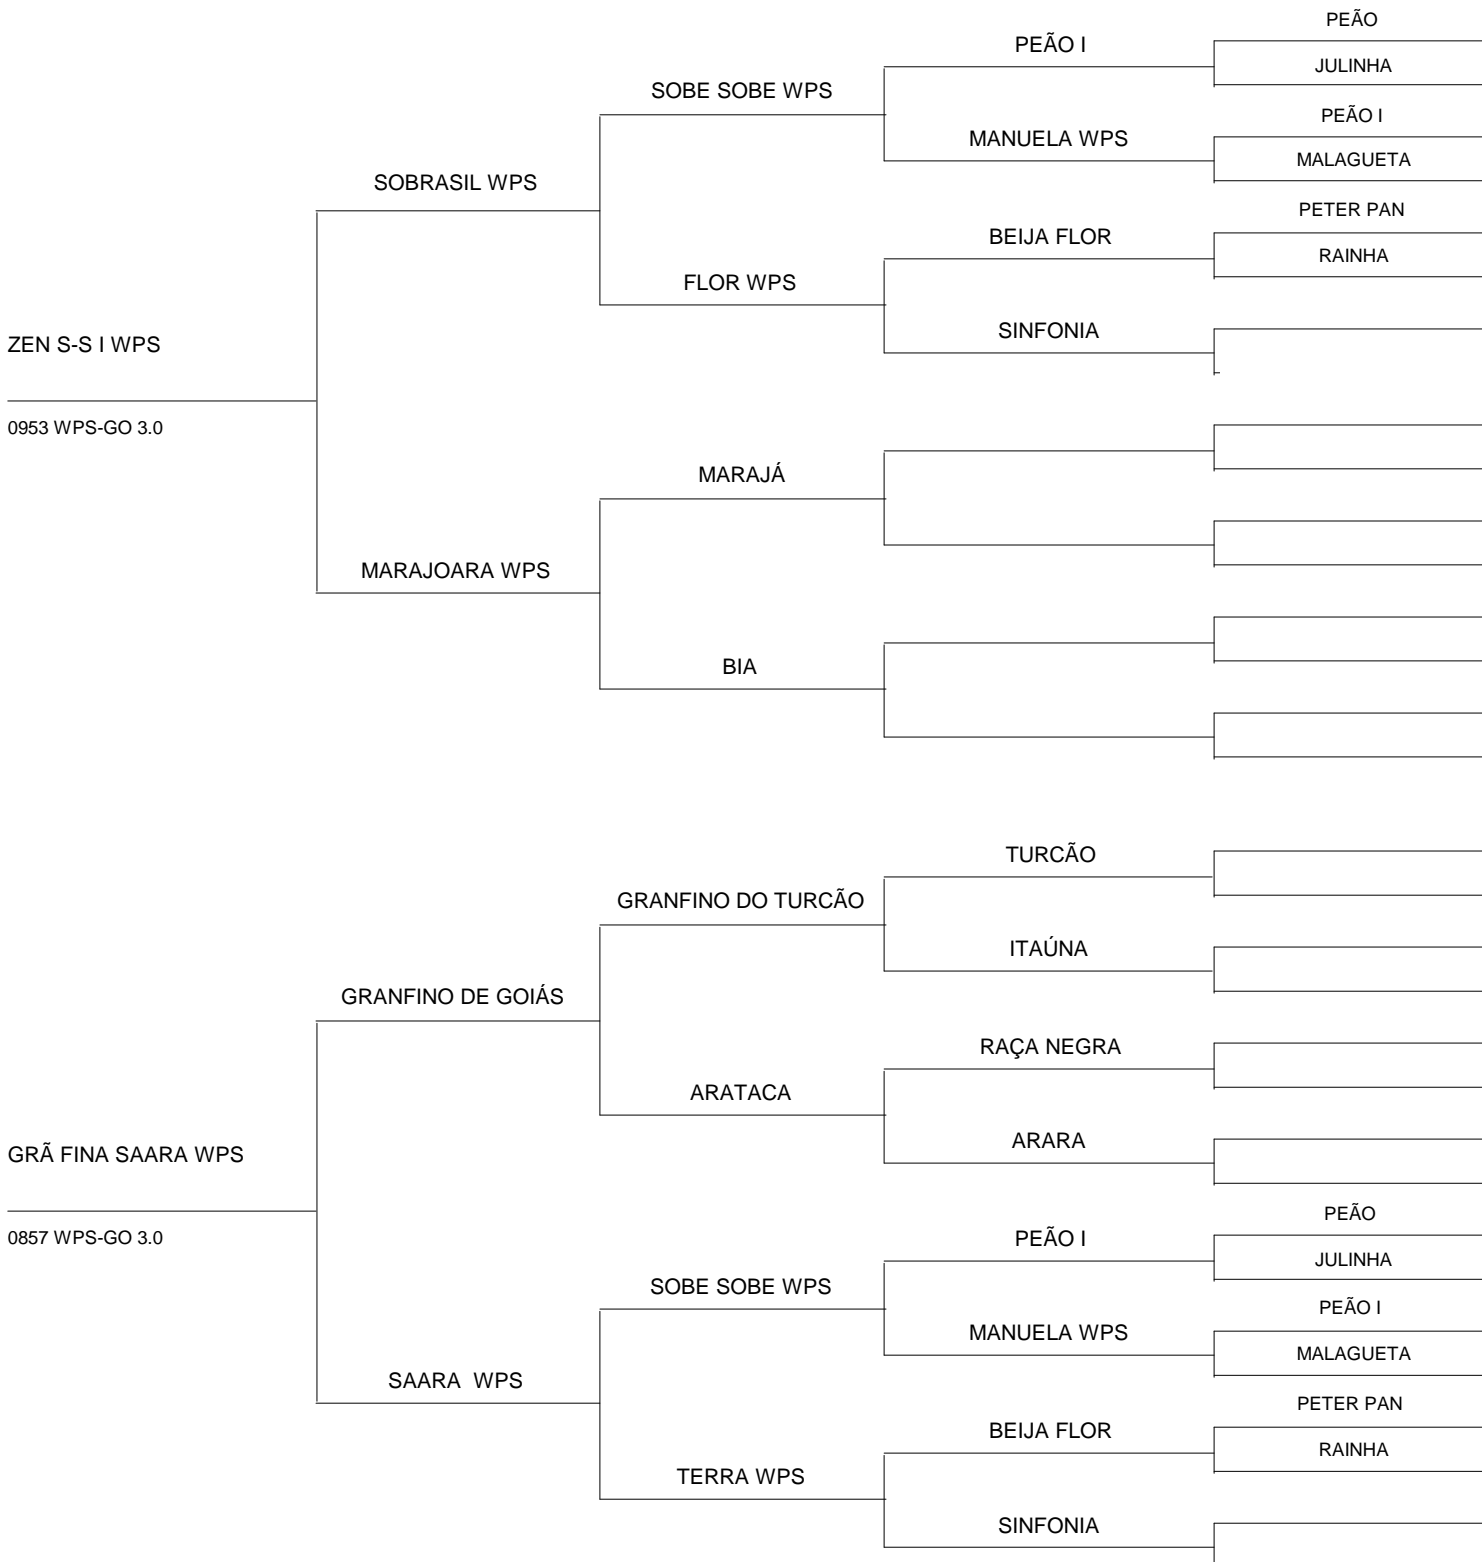 PEÃO
PEÃO I
JULINHA
SOBE SOBE WPS
PEÃO I
MANUELA WPS
MALAGUETA
SOBRASIL WPS
PETER PAN
BEIJA FLOR
RAINHA
FLOR WPS
SINFONIA
ZEN S-S I WPS
0953 WPS-GO 3.0
MARAJÁ
MARAJOARA WPS
BIA
TURCÃO
GRANFINO DO TURCÃO
ITAÚNA
GRANFINO DE GOIÁS
RAÇA NEGRA
ARATACA
ARARA
GRÃ FINA SAARA WPS
PEÃO
0857 WPS-GO 3.0
PEÃO I
JULINHA
SOBE SOBE WPS
PEÃO I
MANUELA WPS
MALAGUETA
SAARA WPS
PETER PAN
BEIJA FLOR
RAINHA
TERRA WPS
SINFONIA